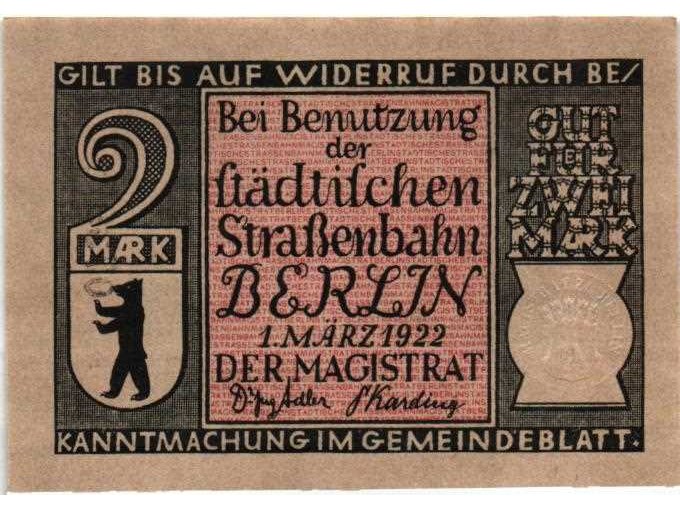 GILT BIS AUF WIDERRUF DURCH BE/
2
MARK
Bei Benutzung
der
städtischen
Straßenbahn
BERLIN
1. MÄRZ 1922
DER MAGISTRAT
GUT
FÜR
ZWEI
MARK
KANNTMACHUNG IM GEMEINDEBLATT.